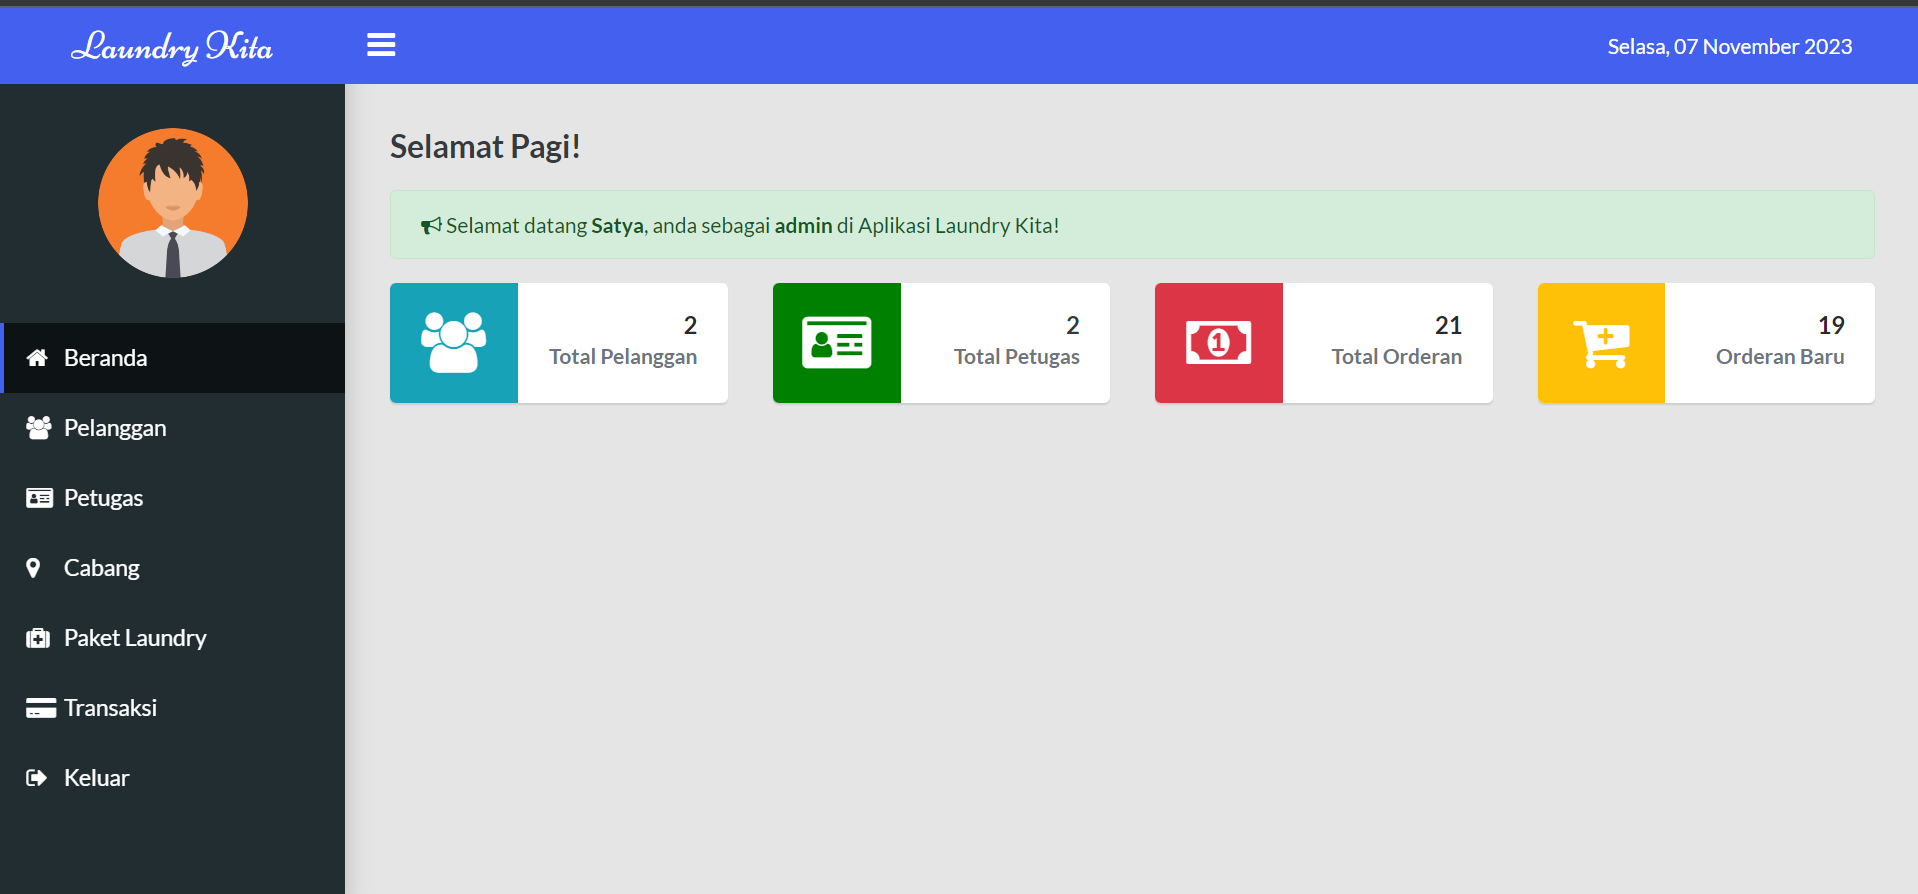 Laundry Kita
Selasa, 07 November 2023
Selamat Pagi!
Selamat datang Satya, anda sebagai admin di Aplikasi Laundry Kita!
2
Total Pelanggan
2
Total Petugas
1
21
Total Orderan
19
Orderan Baru
Beranda
Pelanggan
Petugas
Cabang
Paket Laundry
Transaksi
Keluar